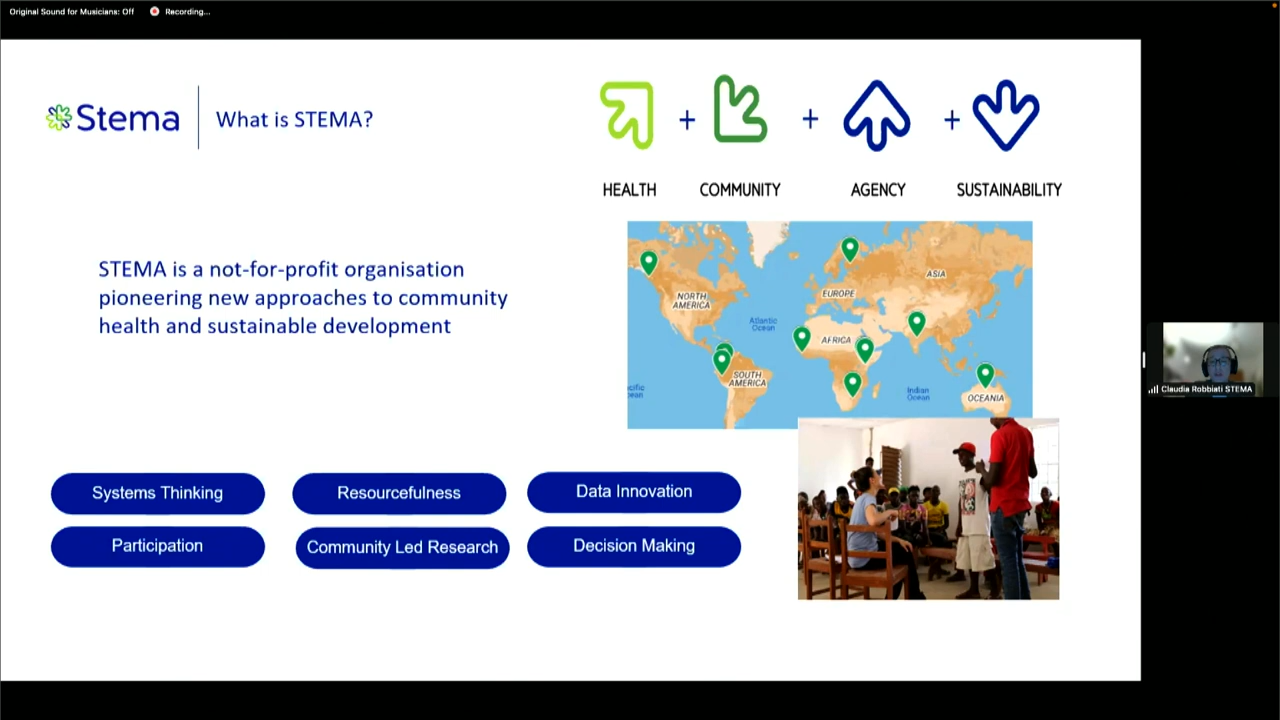 Original Sound for Musicians: Off
Recording...
Stema
What is STEMA?
+ + +
HEALTH COMMUNITY AGENCY SUSTAINABILITY
STEMA is a not-for-profit organisation
pioneering new approaches to community
health and sustainable development
NORTH
AMERICA
Atlantic
Ocean
EUROPE
ASIA
AFRICA
SOUTH
AMERICA
cific
ean
Indian
Ocean
OCEANIA
Systems Thinking
Resourcefulness
Data Innovation
Participation
Community Led Research
Decision Making
Claudia Robbiati STEMA